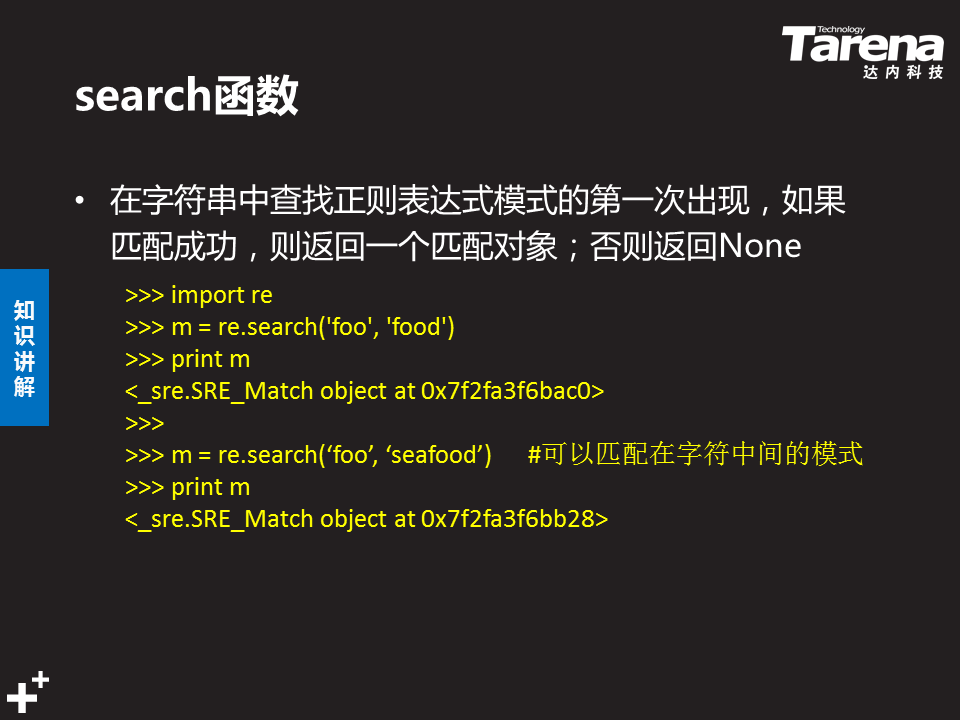 Technology
Tarena
达内科技
search函数
• 在字符串中查找正则表达式模式的第一次出现，如果
匹配成功，则返回一个匹配对象；否则返回None
知识讲解
>>> import re
>>> m = re.search('foo', 'food')
>>> print m
<_sre.SRE_Match object at 0x7f2fa3f6bac0>
>>>
>>> m = re.search(‘foo’, ‘seafood’) #可以匹配在字符中间的模式
>>> print m
<_sre.SRE_Match object at 0x7f2fa3f6bb28>